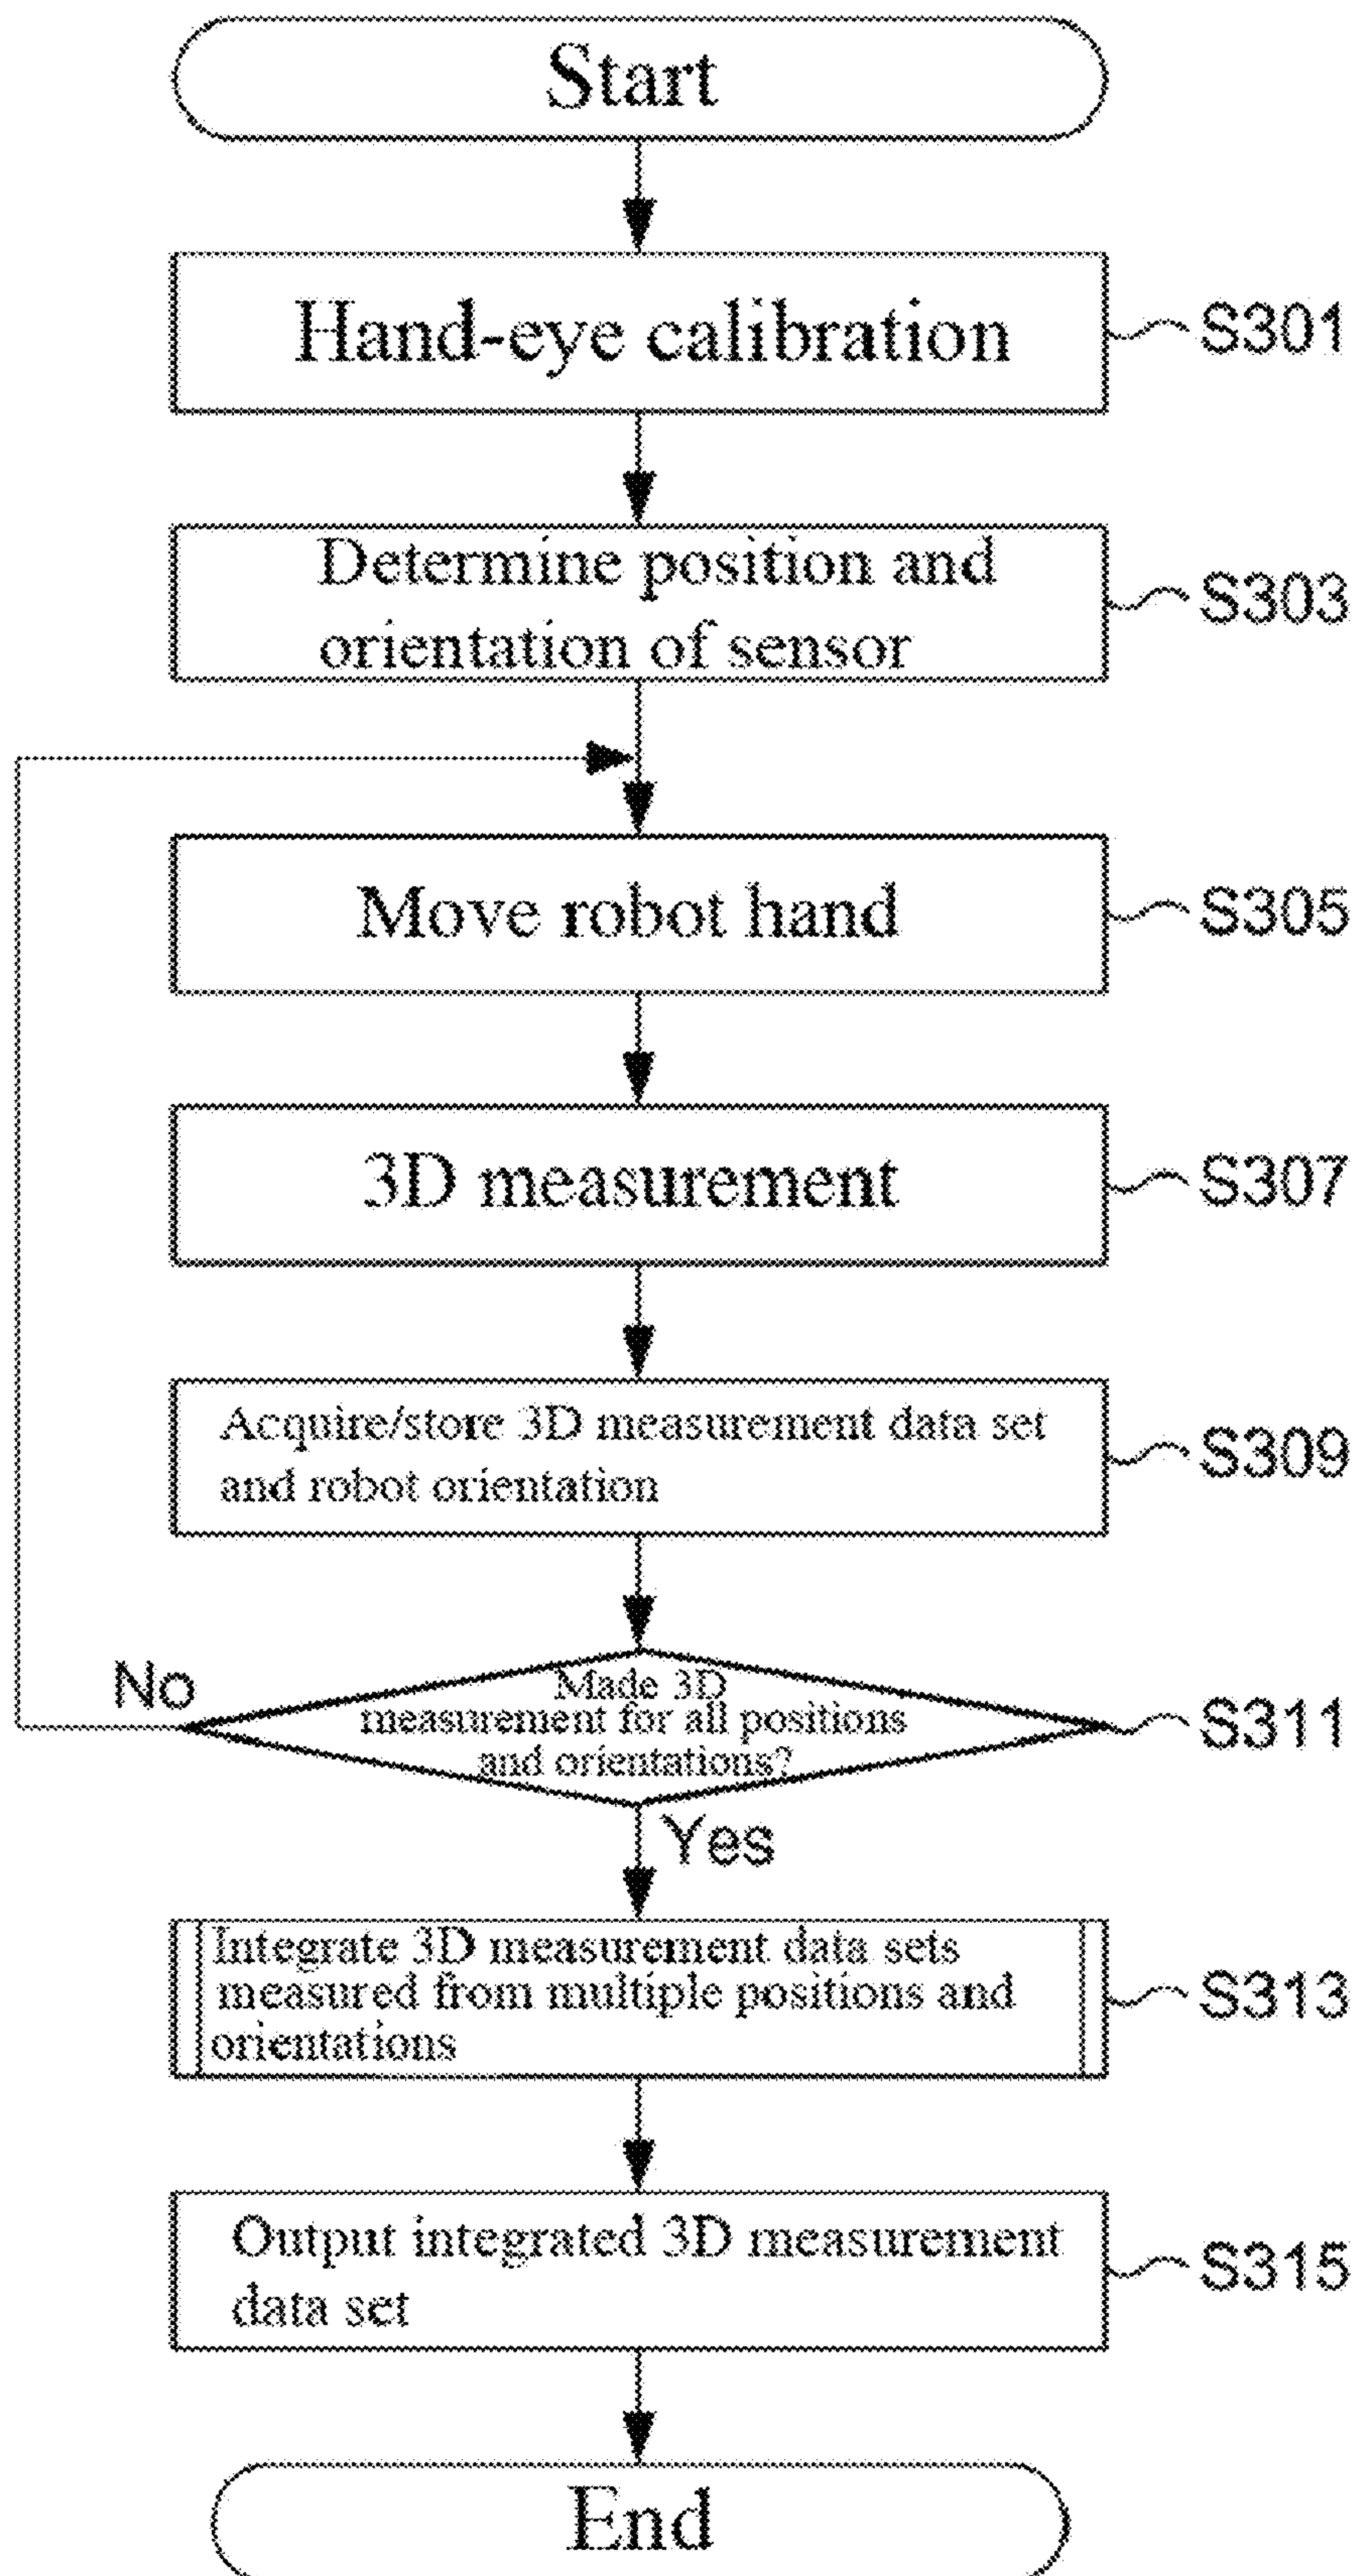 Start
Hand-eye calibration
S301
Determine position and
orientation of sensor
S303
Move robot hand
S305
3D measurement
S307
Acquire/store 3D measurement data set
and robot orientation
S309
No
Made 3D
measurement for all positions
and orientations?
S311
Yes
Integrate 3D measurement data sets
measured from multiple positions and
orientations
S313
Output integrated 3D measurement
data set
S315
End